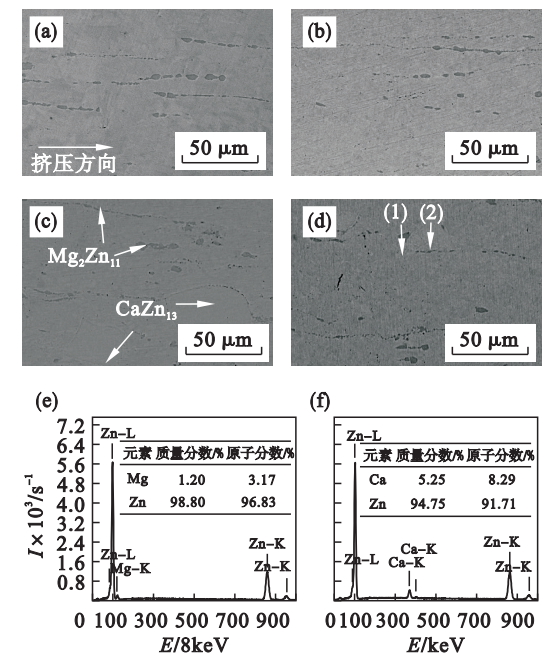 (a)
(b)
挤压方向
50 μm
50 μm
(c)
(d)
(1) (2)
Mg₂Zn₁₁
CaZn₁₃
50 μm
50 μm
(e)
7.2
6.4
5.6
4.8
4.0
3.2
2.4
1.6
0.8
I×10³/s⁻¹
Zn-L
元素 质量分数/% 原子分数/%
Mg 1.20 3.17
Zn 98.80 96.83
Zn-L
Mg-K
Zn-K
Zn-K
0 100 300 500 700 900
E/8keV
(f)
Zn-L
元素 质量分数/% 原子分数/%
Ca 5.25 8.29
Zn 94.75 91.71
Zn-L
Ca-K
Ca-K
Zn-K
Zn-K
0 100 300 500 700 900
E/keV